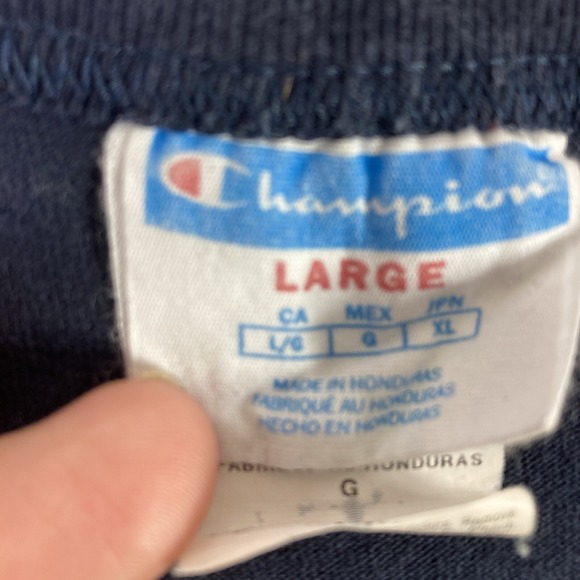 Champion
LARGE
CA MEX JPN
L/G G XL
MADE IN HONDURAS
FABRIQUÉ AU HONDURAS
HECHO EN HONDURAS
HONDURAS
G